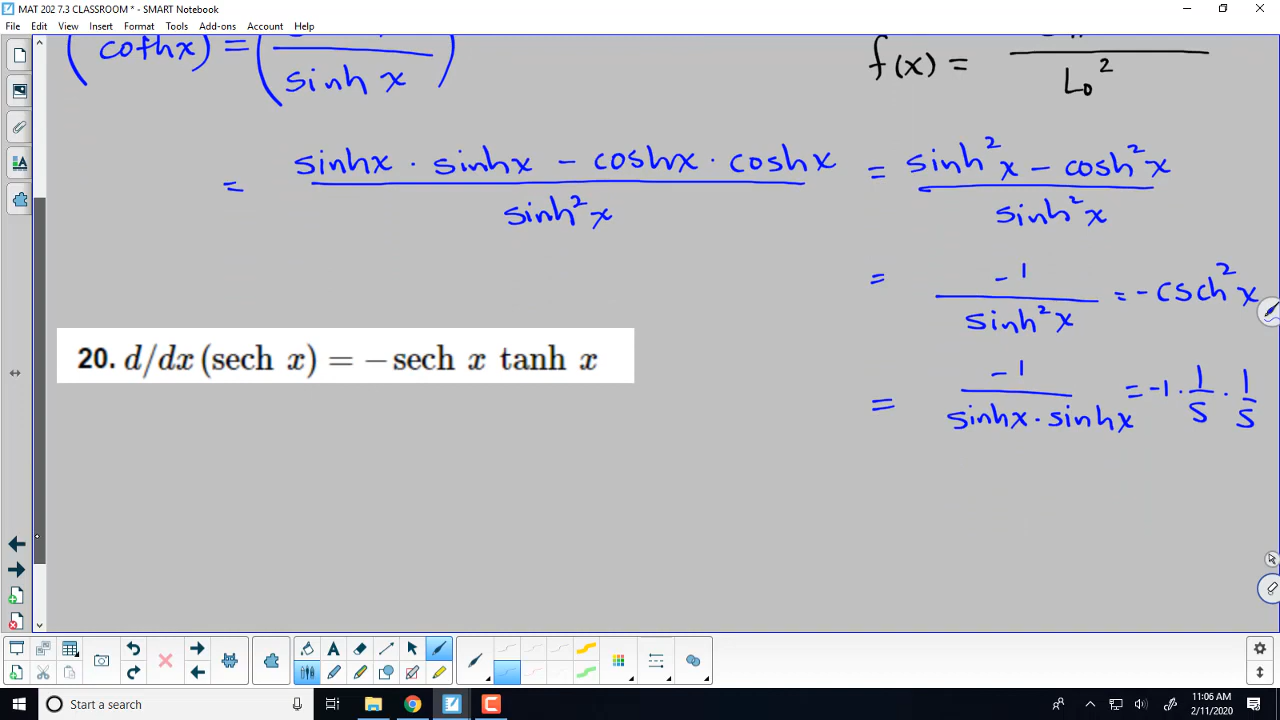 MAT 202 7.3 CLASSROOM * - SMART Notebook
File Edit View Insert Format Tools Add-ons Account Help
(cothx) = (/sinh x)
f(x) = /Lo²
= sinhx · sinhx − coshx · coshx / sinh²x = sinh²x − cosh²x / sinh²x
= -1 / sinh²x = -csch²x
20. d/dx (sech x) = − sech x tanh x
= -1 / sinhx · sinhx = -1 · 1/S · 1/S
Start a search
11:06 AM
2/11/2020